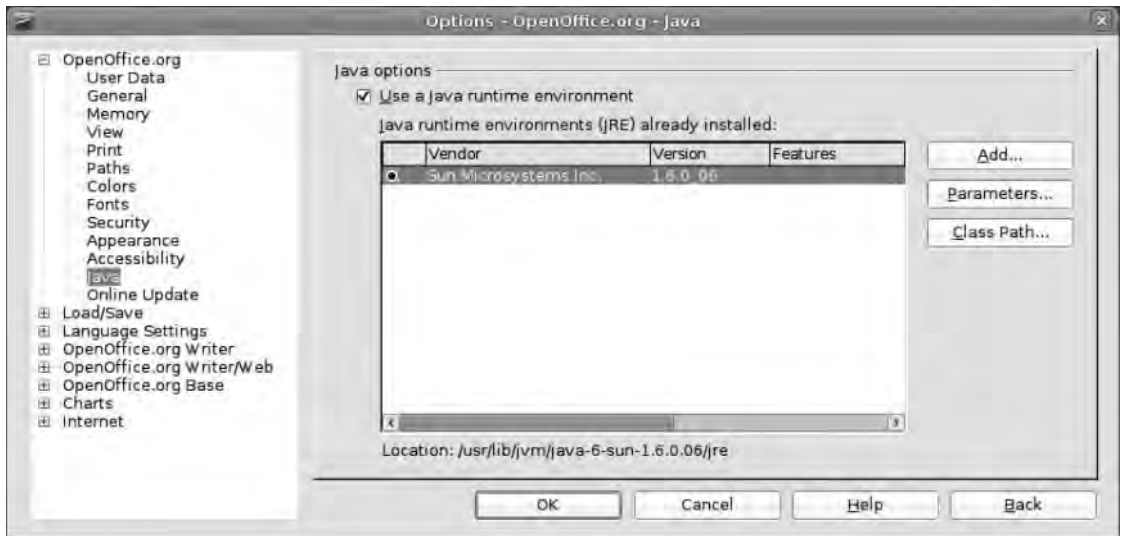 Options - OpenOffice.org - Java
OpenOffice.org
User Data
General
Memory
View
Print
Paths
Colors
Fonts
Security
Appearance
Accessibility
Java
Online Update
Load/Save
Language Settings
OpenOffice.org Writer
OpenOffice.org Writer/Web
OpenOffice.org Base
Charts
Internet
Java options
Use a Java runtime environment
Java runtime environments (JRE) already installed:
Vendor Version Features
Sun Microsystems Inc. 1.6.0_06
Add...
Parameters...
Class Path...
Location: /usr/lib/jvm/java-6-sun-1.6.0.06/jre
OK Cancel Help Back